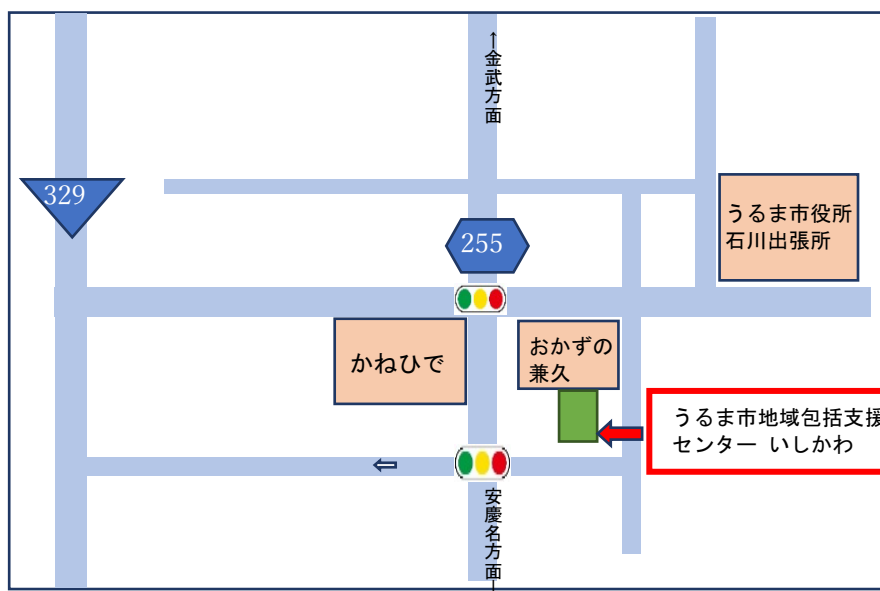 ↑金武方面
329
255
うるま市役所
石川出張所
かねひで
おかずの
兼久
うるま市地域包括支援
センター いしかわ
安慶名方面